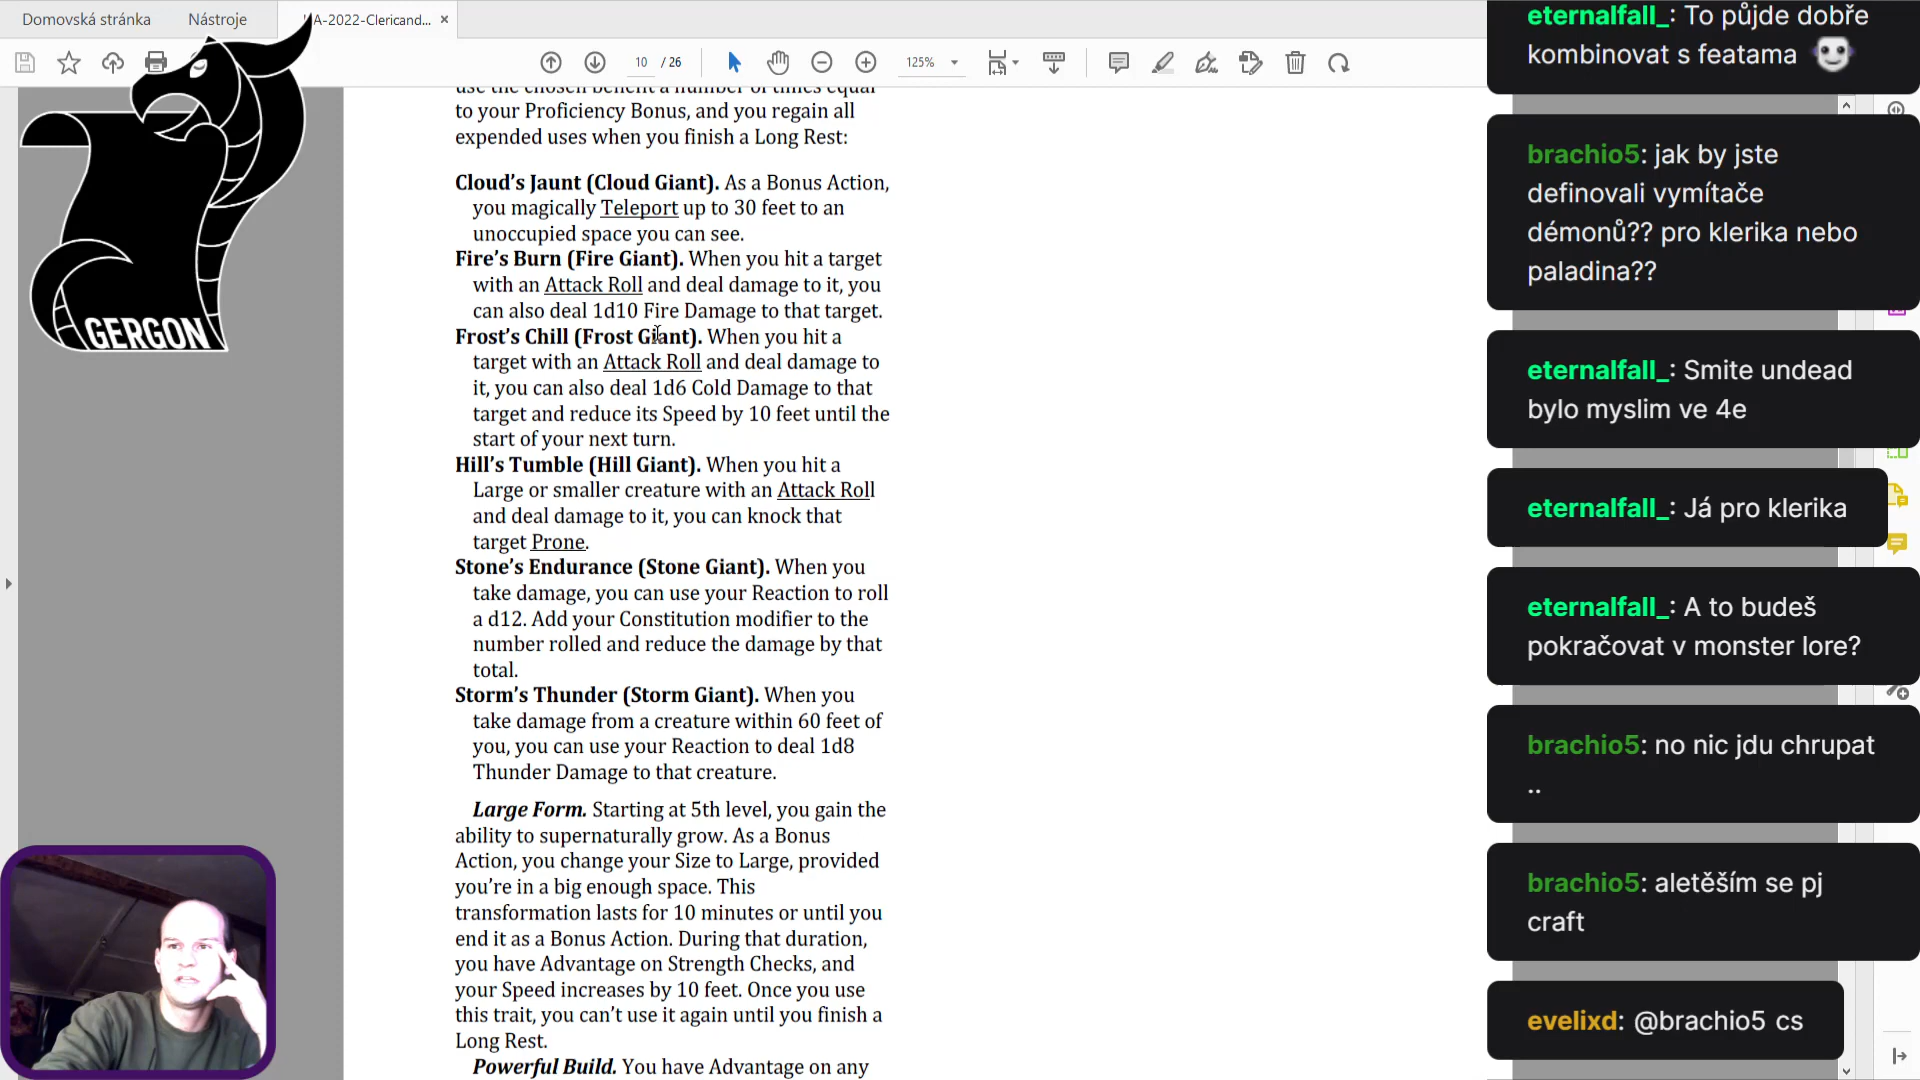 Domovská stránka
Nástroje
A-2022-Clericand...
10 / 26
125%
use the chosen benefit a number of times equal
to your Proficiency Bonus, and you regain all
expended uses when you finish a Long Rest:
Cloud’s Jaunt (Cloud Giant). As a Bonus Action,
you magically Teleport up to 30 feet to an
unoccupied space you can see.
Fire’s Burn (Fire Giant). When you hit a target
with an Attack Roll and deal damage to it, you
can also deal 1d10 Fire Damage to that target.
Frost’s Chill (Frost Giant). When you hit a
target with an Attack Roll and deal damage to
it, you can also deal 1d6 Cold Damage to that
target and reduce its Speed by 10 feet until the
start of your next turn.
Hill’s Tumble (Hill Giant). When you hit a
Large or smaller creature with an Attack Roll
and deal damage to it, you can knock that
target Prone.
Stone’s Endurance (Stone Giant). When you
take damage, you can use your Reaction to roll
a d12. Add your Constitution modifier to the
number rolled and reduce the damage by that
total.
Storm’s Thunder (Storm Giant). When you
take damage from a creature within 60 feet of
you, you can use your Reaction to deal 1d8
Thunder Damage to that creature.
Large Form. Starting at 5th level, you gain the
ability to supernaturally grow. As a Bonus
Action, you change your Size to Large, provided
you’re in a big enough space. This
transformation lasts for 10 minutes or until you
end it as a Bonus Action. During that duration,
you have Advantage on Strength Checks, and
your Speed increases by 10 feet. Once you use
this trait, you can’t use it again until you finish a
Long Rest.
Powerful Build. You have Advantage on any
GERGON
eternalfall_: To půjde dobře
kombinovat s featama
brachio5: jak by jste
definovali vymítače
démonů?? pro klerika nebo
paladina??
eternalfall_: Smite undead
bylo myslim ve 4e
eternalfall_: Já pro klerika
eternalfall_: A to budeš
pokračovat v monster lore?
brachio5: no nic jdu chrupat
..
brachio5: aletěším se pj
craft
evelixd: @brachio5 cs